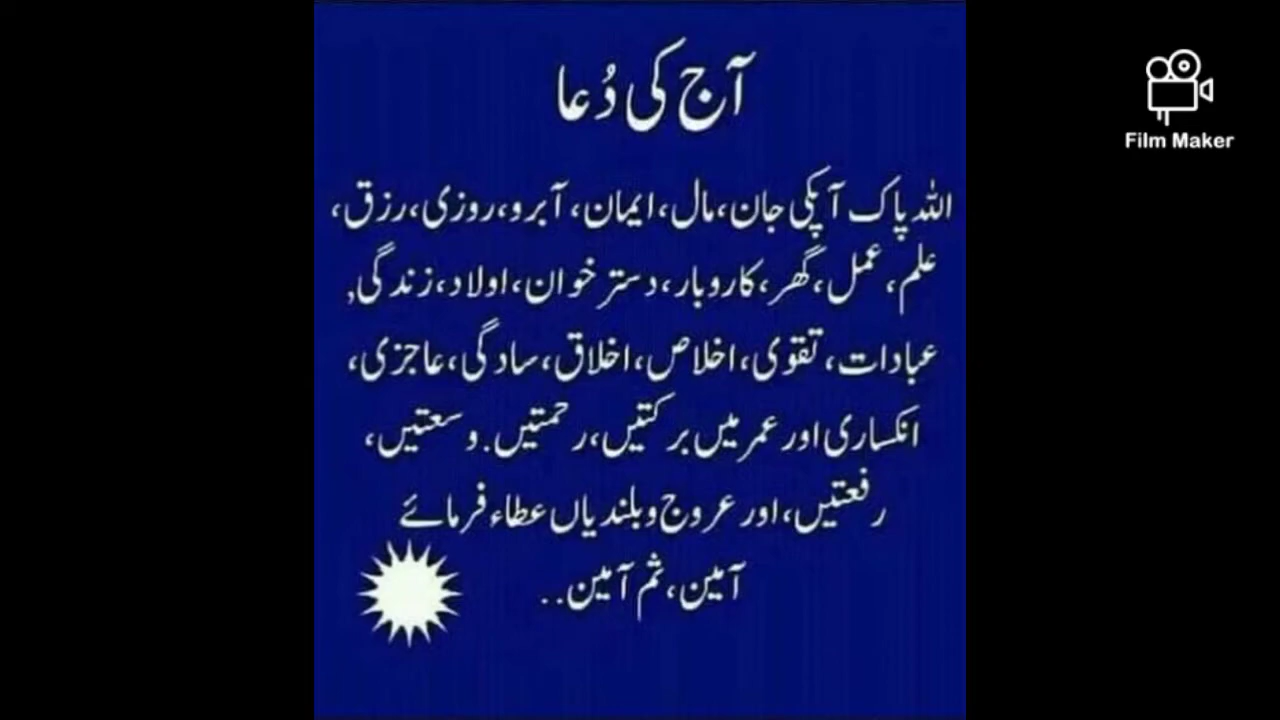 آج کی دُعا
اللہ پاک آپکی جان، مال، ایمان، آبرو، روزی، رزق،
علم، عمل، گھر، کاروبار، دستر خوان، اولاد، زندگی,
عبادات، تقوی، اخلاص، اخلاق، سادگی، عاجزی،
انکساری اور عمر میں برکتیں، رحمتیں. وسعتیں،
رفعتیں، اور عروج و بلندیاں عطاء فرمائے
آمین، ثم آمین..
Film Maker